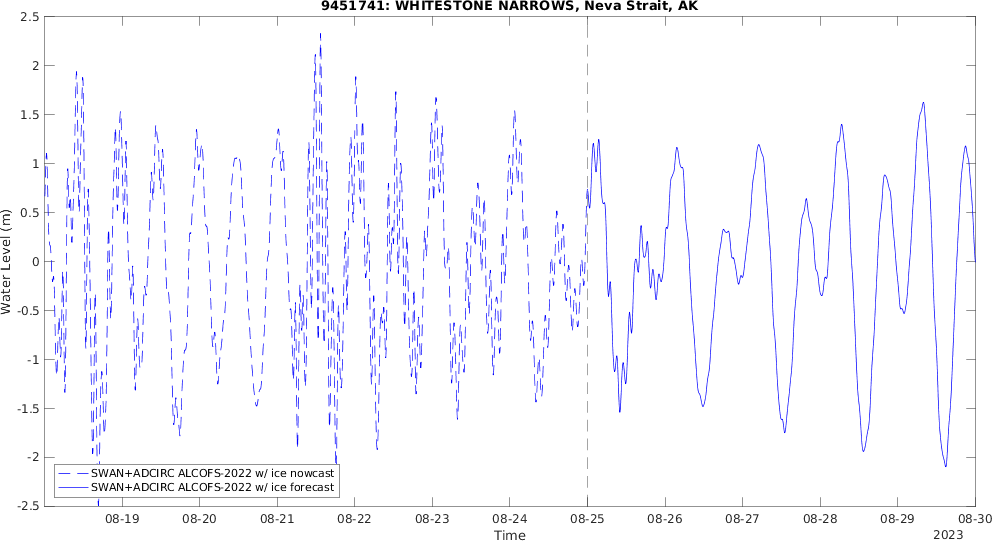 9451741: WHITESTONE NARROWS, Neva Strait, AK
2.5
2
1.5
1
0.5
0
-0.5
-1
-1.5
-2
-2.5
Water Level (m)
SWAN+ADCIRC ALCOFS-2022 w/ ice nowcast
SWAN+ADCIRC ALCOFS-2022 w/ ice forecast
08-19 08-20 08-21 08-22 08-23 08-24 08-25 08-26 08-27 08-28 08-29 08-30
Time
2023